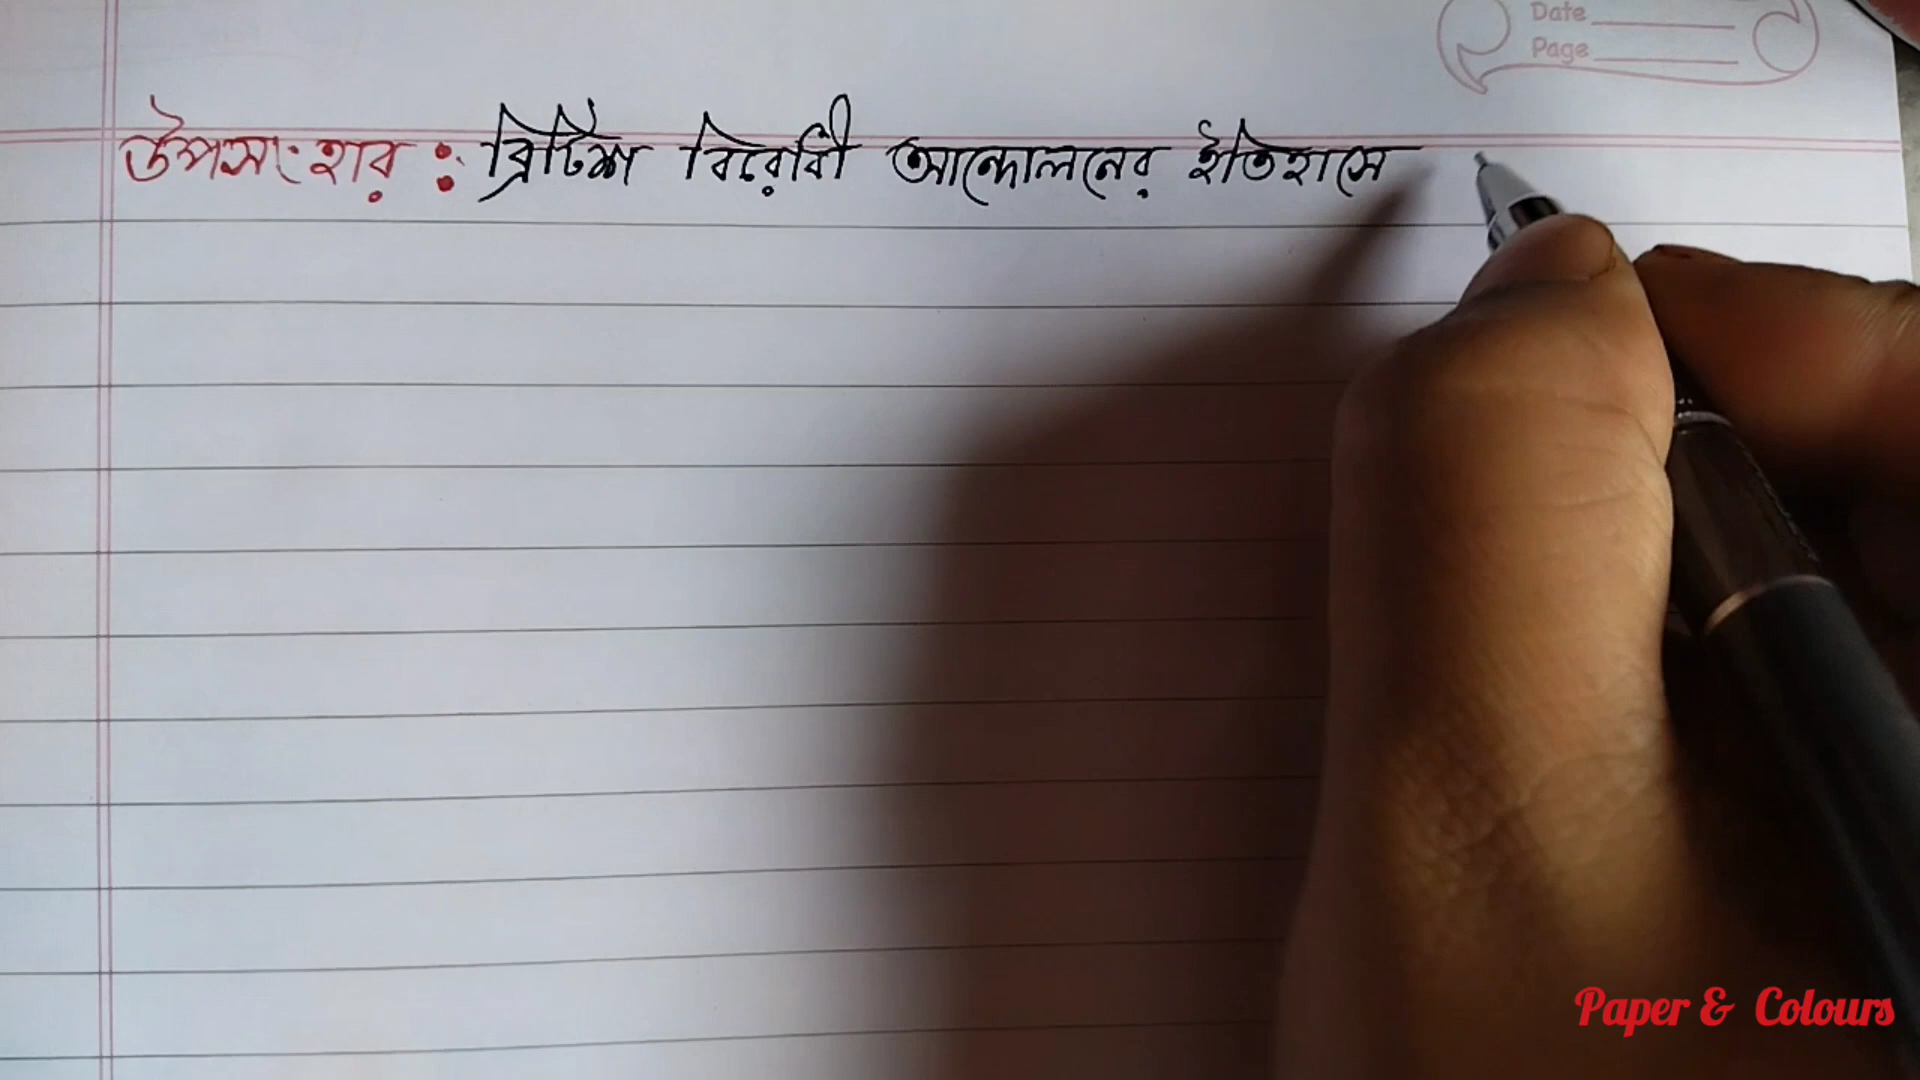 Date
Page
উপসংহার : ব্রিটিশ বিরোধী আন্দোলনের ইতিহাসে
Paper & Colours